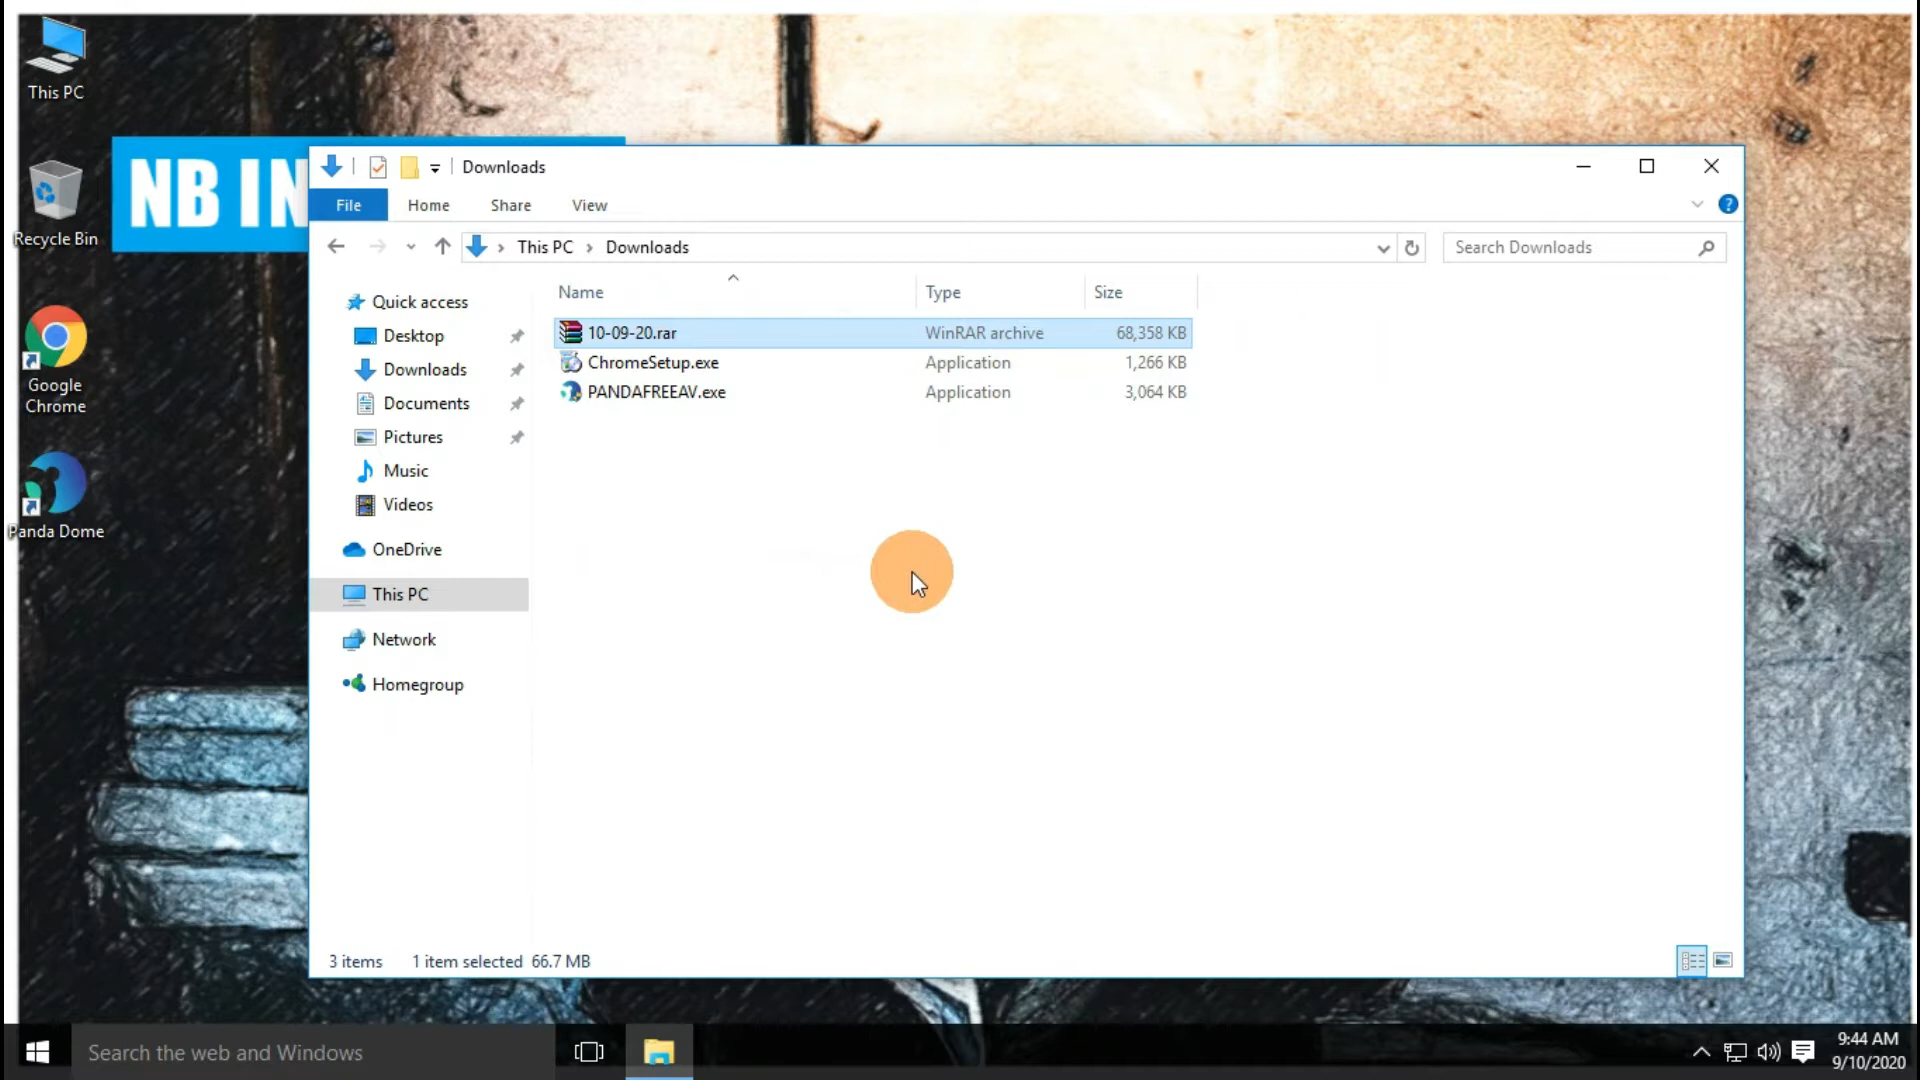 This PC
Recycle Bin
Google
Chrome
Panda Dome
NB IN
Downloads
File Home Share View
This PC Downloads
Search Downloads
Quick access
Desktop
Downloads
Documents
Pictures
Music
Videos
OneDrive
This PC
Network
Homegroup
Name Type Size
10-09-20.rar WinRAR archive 68,358 KB
ChromeSetup.exe Application 1,266 KB
PANDAFREEAV.exe Application 3,064 KB
3 items 1 item selected 66.7 MB
Search the web and Windows
9:44 AM
9/10/2020